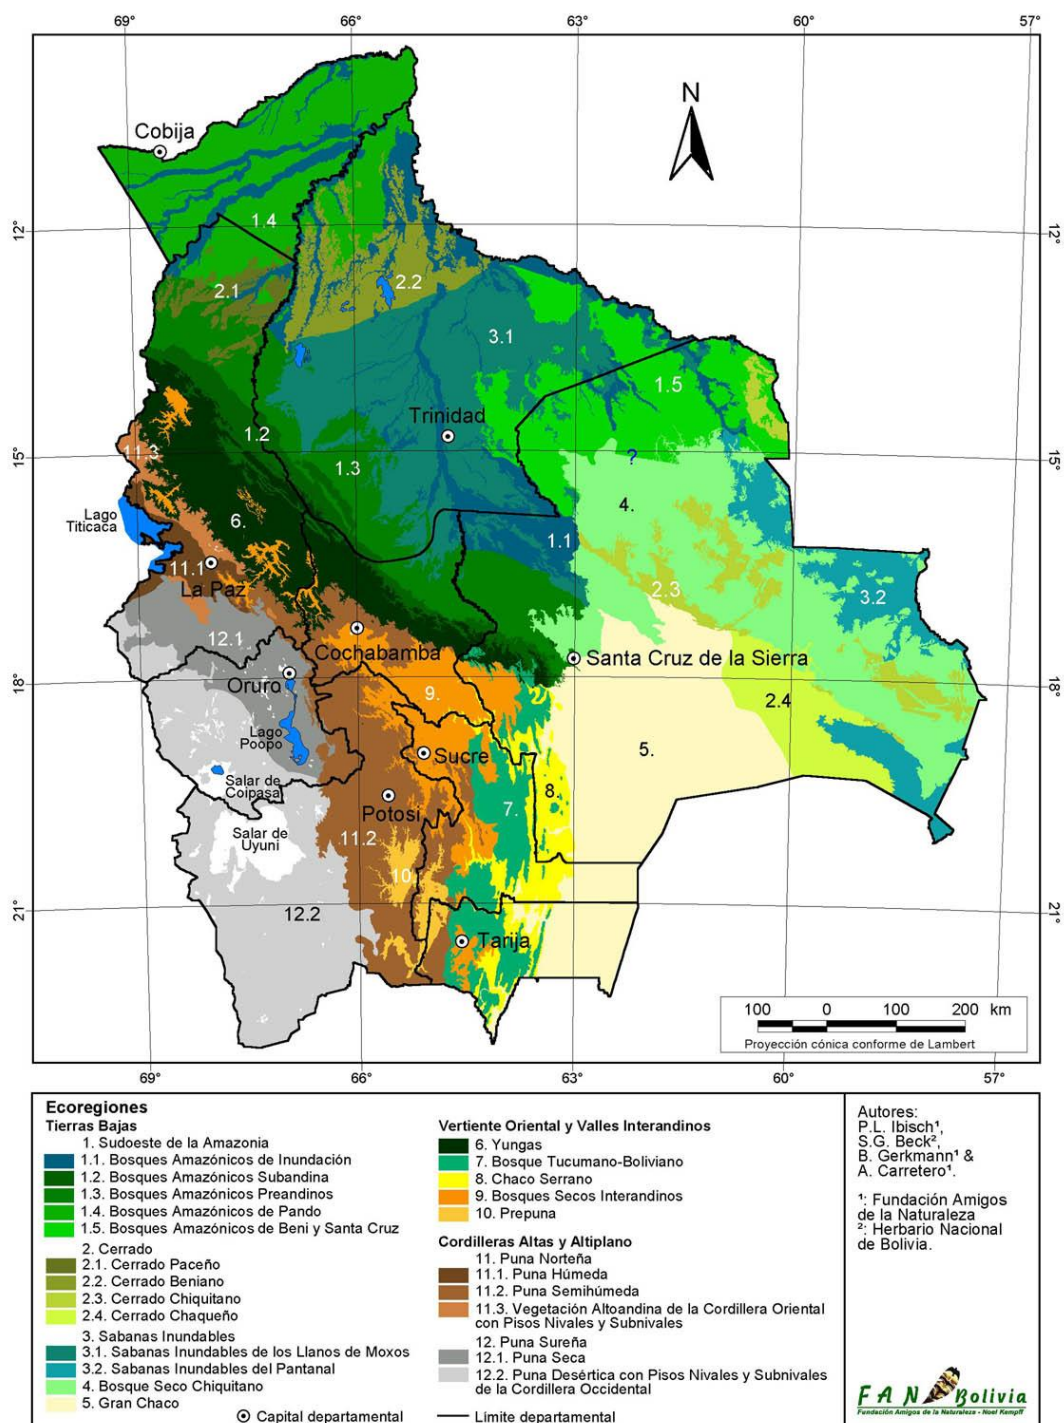 69°
66°
63°
60°
57°
N
Cobija
12°
1.4
12°
2.1
2.2
3.1
1.5
Trinidad
1.2
15°
11.3
1.3
?
15°
4.
Lago
Titicaca
6.
1.1
11.1
La Paz
2.3
3.2
12.1
Cochabamba
Santa Cruz de la Sierra
18°
Oruro
9.
2.4
18°
Lago
Poopo
Sucre
5.
Salar de
Coipasa
8.
Potosi
7.
Salar de
Uyuni
11.2
10.
21°
12.2
21°
Tarija
100 0 100 200 km
Proyección cónica conforme de Lambert
69°
66°
63°
60°
57°
Ecoregiones
Tierras Bajas
1. Sudoeste de la Amazonia
1.1. Bosques Amazónicos de Inundación
1.2. Bosques Amazónicos Subandina
1.3. Bosques Amazónicos Preandinos
1.4. Bosques Amazónicos de Pando
1.5. Bosques Amazónicos de Beni y Santa Cruz
2. Cerrado
2.1. Cerrado Paceño
2.2. Cerrado Beniano
2.3. Cerrado Chiquitano
2.4. Cerrado Chaqueño
3. Sabanas Inundables
3.1. Sabanas Inundables de los Llanos de Moxos
3.2. Sabanas Inundables del Pantanal
4. Bosque Seco Chiquitano
5. Gran Chaco
Vertiente Oriental y Valles Interandinos
6. Yungas
7. Bosque Tucumano-Boliviano
8. Chaco Serrano
9. Bosques Secos Interandinos
10. Prepuna
Cordilleras Altas y Altiplano
11. Puna Norteña
11.1. Puna Húmeda
11.2. Puna Semihúmeda
11.3. Vegetación Altoandina de la Cordillera Oriental
con Pisos Nivales y Subnivales
12. Puna Sureña
12.1. Puna Seca
12.2. Puna Desértica con Pisos Nivales y Subnivales
de la Cordillera Occidental
Capital departamental
Límite departamental
Autores:
P.L. Ibisch¹,
S.G. Beck²,
B. Gerkmann¹ &
A. Carretero¹.
¹: Fundación Amigos
de la Naturaleza
²: Herbario Nacional
de Bolivia.
FAN Bolivia
Fundación Amigos de la Naturaleza - Noel Kempff